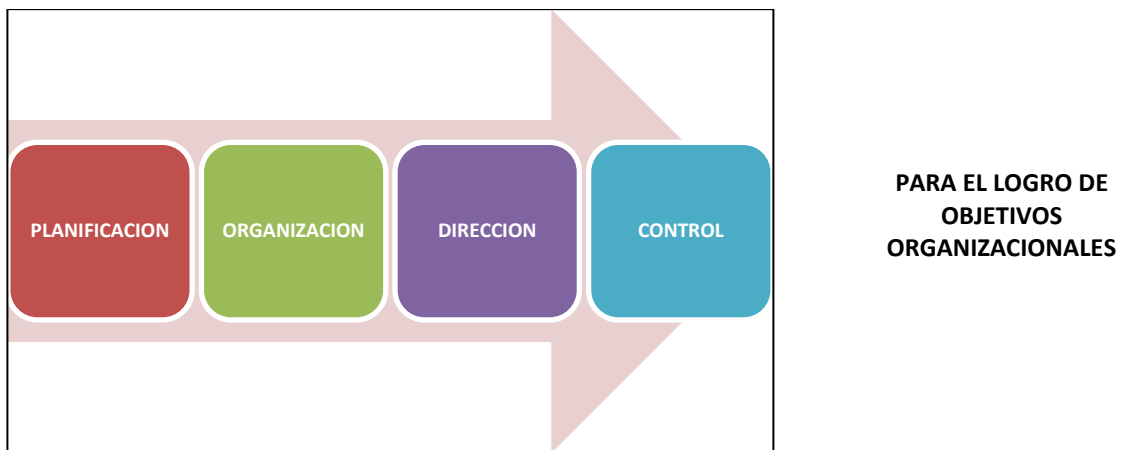 PLANIFICACION
ORGANIZACION
DIRECCION
CONTROL
PARA EL LOGRO DE
OBJETIVOS
ORGANIZACIONALES